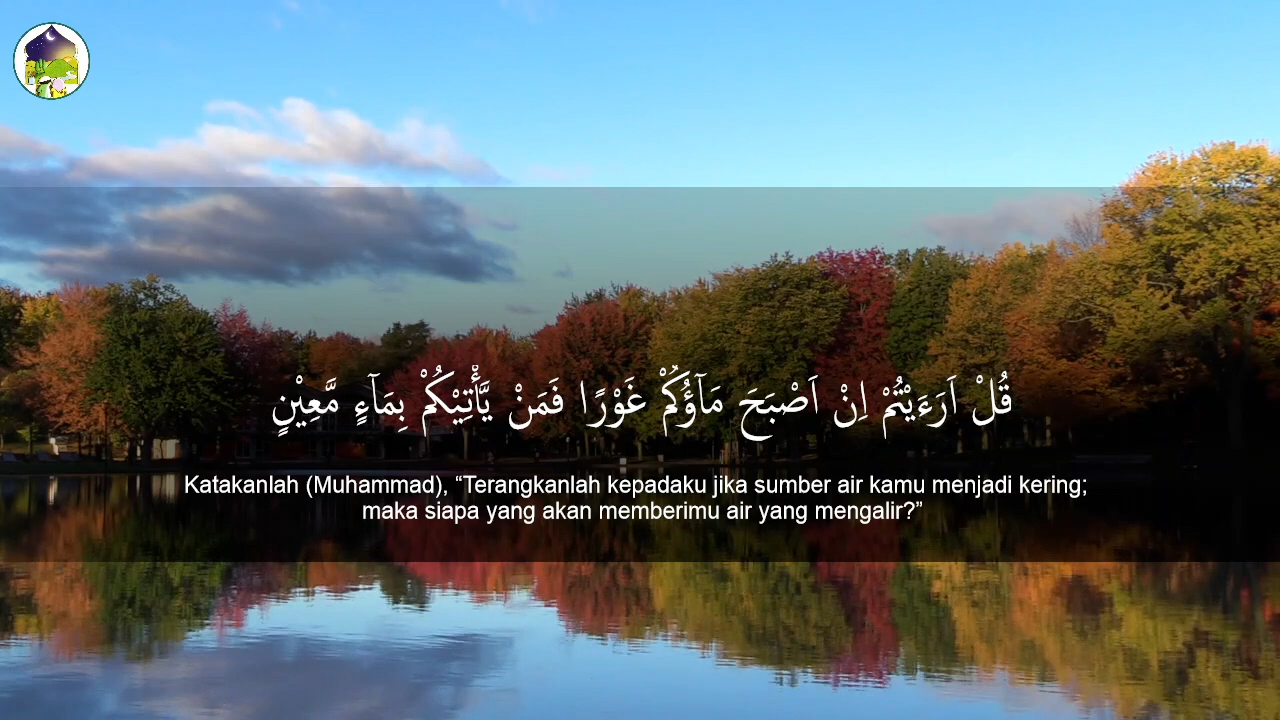 قُلْ اَرَءَيْتُمْ اِنْ اَصْبَحَ مَاۤؤُكُمْ غَوْرًا فَمَنْ يَّأْتِيْكُمْ بِمَاۤءٍ مَّعِيْنٍ
Katakanlah (Muhammad), “Terangkanlah kepadaku jika sumber air kamu menjadi kering;
maka siapa yang akan memberimu air yang mengalir?”